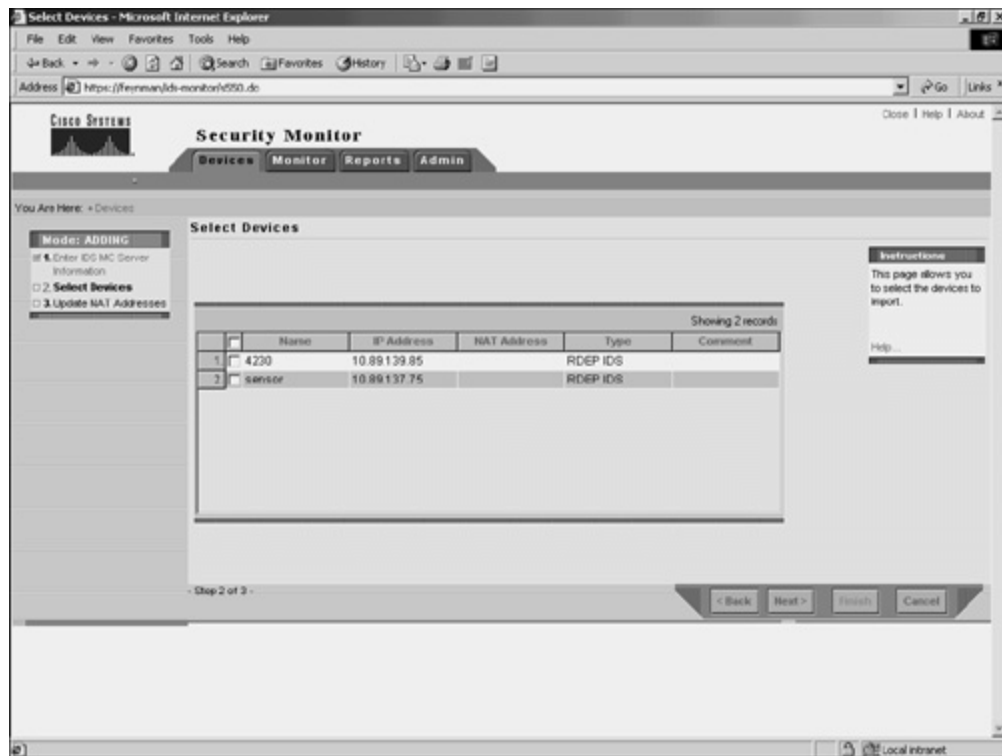 Select Devices - Microsoft Internet Explorer
File Edit View Favorites Tools Help
Back Search Favorites History
Address https://feynman/ids-monitor/s550.do Go Links »
CISCO SYSTEMS
Close | Help | About
Security Monitor
Devices Monitor Reports Admin
You Are Here: • Devices
Select Devices
Mode: ADDING
1. Enter IDS MC Server Information
2. Select Devices
3. Update NAT Addresses
Instructions
This page allows you
to select the devices to
import.
Help...
Showing 2 records
Name IP Address NAT Address Type Comment
1. 4230 10.89.139.85 RDEP IDS
2. sensor 10.89.137.75 RDEP IDS
- Step 2 of 3 -
< Back Next > Finish Cancel
Local intranet